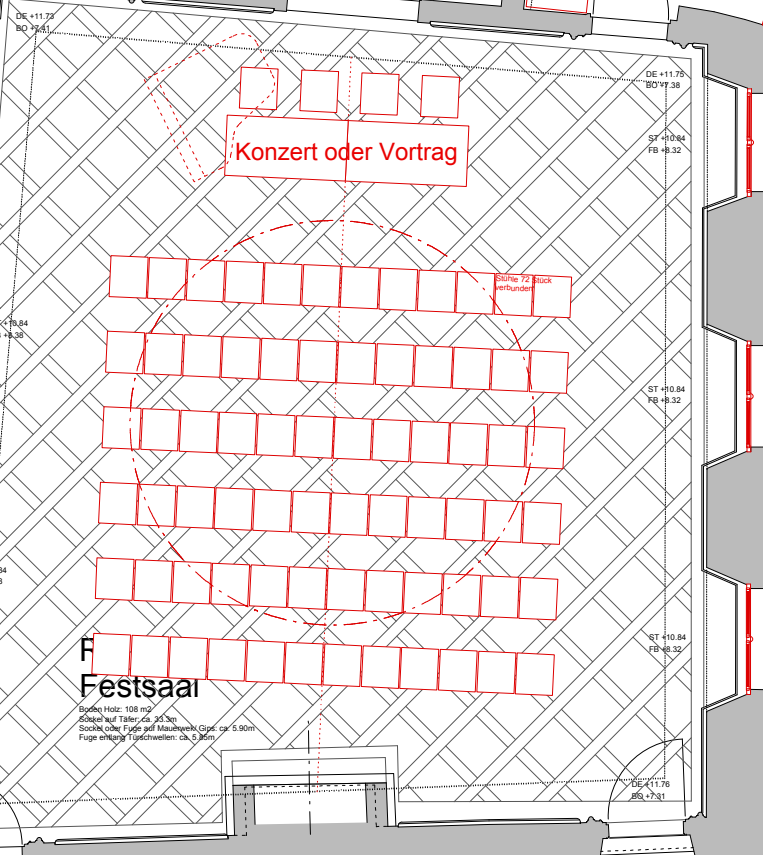 DE +11.73
BO +7.41
DE +11.75
BO +7.38
Konzert oder Vortrag
ST +10.84
FB +8.32
Stühle 72 Stück
verbunden
ST +10.84
FB +8.32
ST +10.84
FB +8.32
Festsaal
Boden Holz: 108 m2
Sockel auf Täfer: ca. 33.3m
Sockel oder Fuge auf Mauerwerk/ Gips: ca. 5.90m
Fuge entlang Türschwellen: ca. 5.85m
DE +11.76
BO +7.31